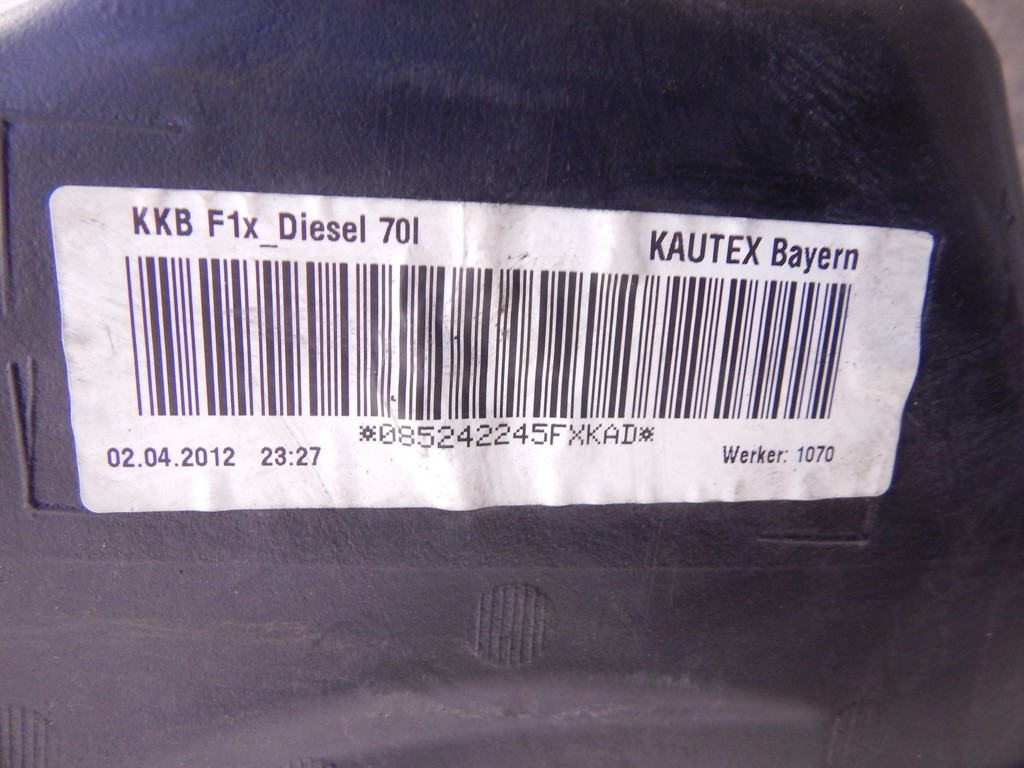 KKB F1x_Diesel 70l
KAUTEX Bayern
*085242245FXKAD*
02.04.2012 23:27
Werker: 1070